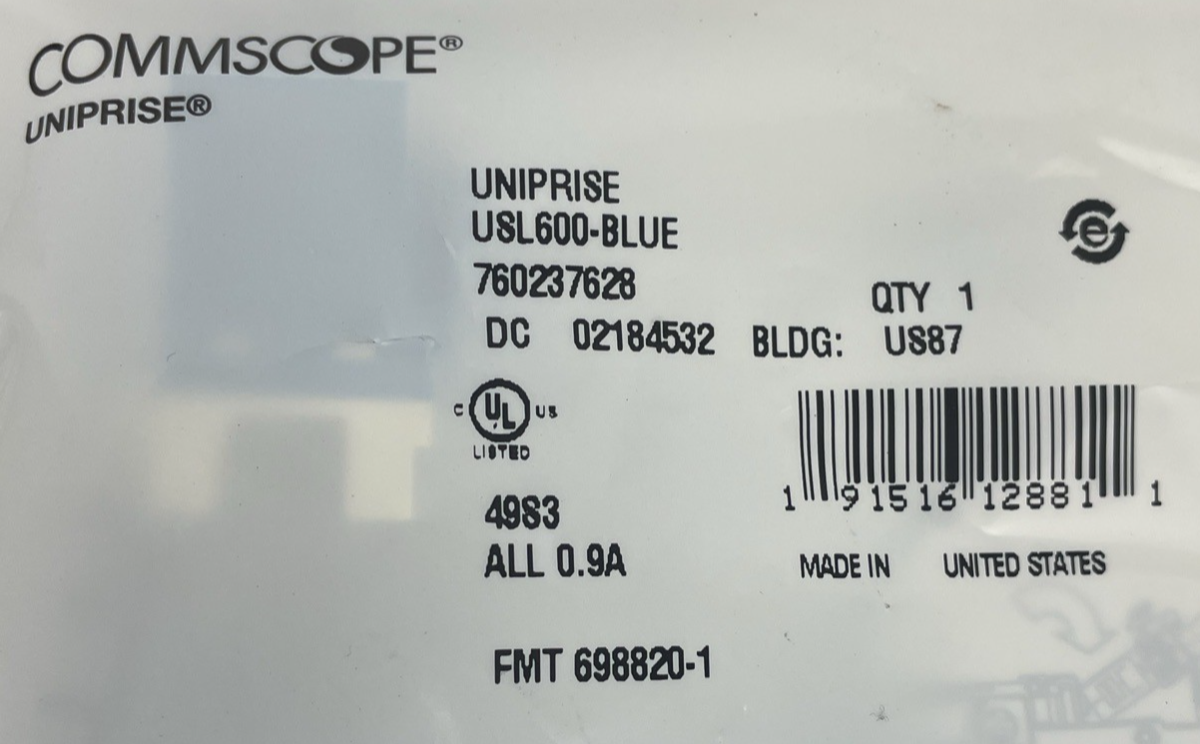 COMMSCOPE®
UNIPRISE®
UNIPRISE
USL600-BLUE
760237628
QTY 1
DC 02184532 BLDG: US87
e
C UL US
LISTED
1 91516 12881 1
49S3
ALL 0.9A
MADE IN UNITED STATES
FMT 698820-1